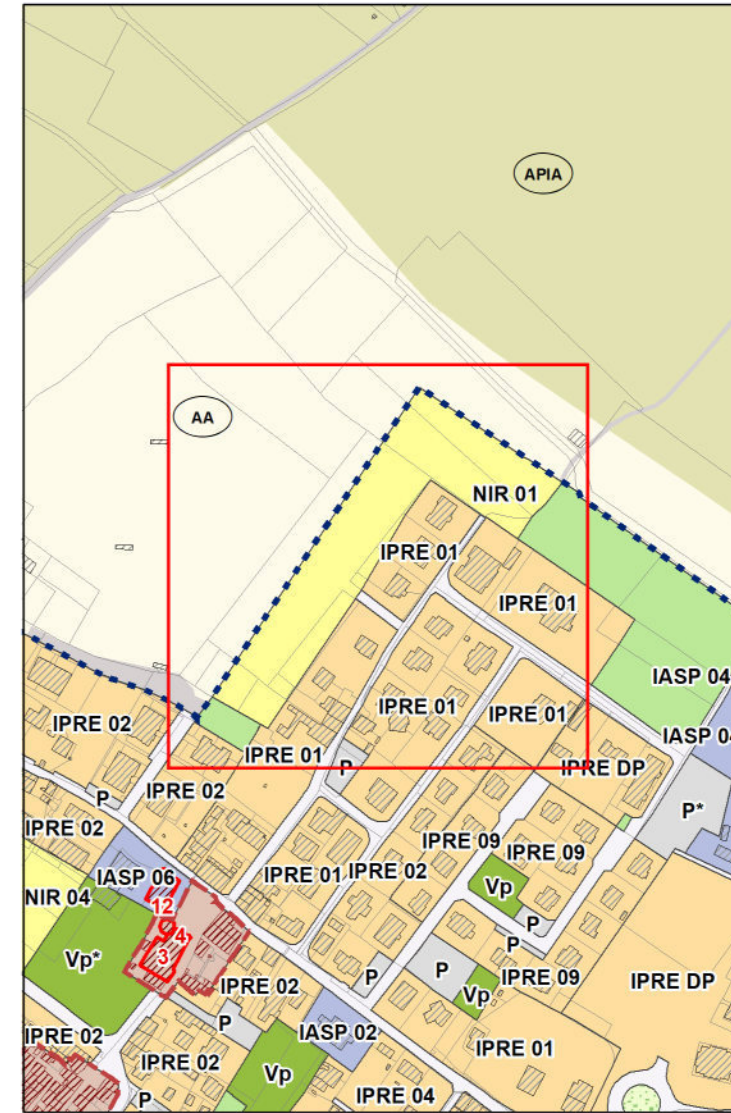 APIA
AA
NIR 01
IPRE 01
IPRE 01
IASP 04
IPRE 02
IPRE 01
IPRE 01
IASP 04
IPRE 01
P
IPRE DP
IPRE 02
P
P*
IPRE 02
IPRE 09
IPRE 09
IASP 06
IPRE 01
IPRE 02
NIR 04
Vp
12
4
Vp*
3
P
P
IPRE 02
P
P
IPRE 09
IPRE DP
Vp
P
IASP 02
IPRE 02
IPRE 02
IPRE 01
Vp
IPRE 04
P